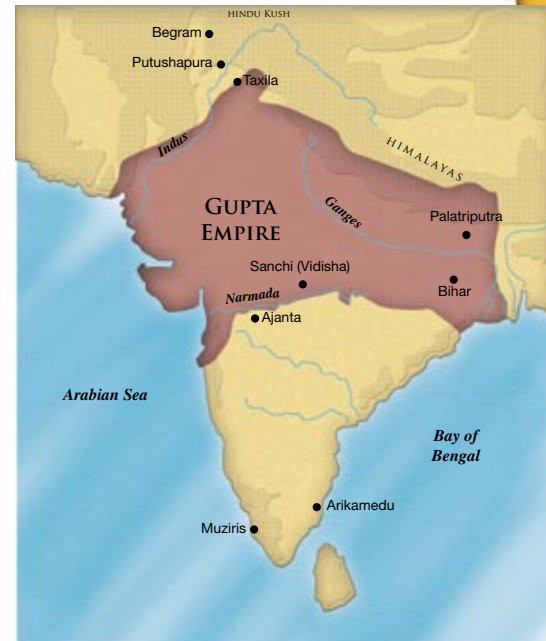 HINDU KUSH
Begram
Putushapura
Taxila
Indus
HIMALAYAS
GUPTA
EMPIRE
Ganges
Palatriputra
Sanchi (Vidisha)
Narmada
Bihar
Ajanta
Arabian Sea
Bay of
Bengal
Arikamedu
Muziris